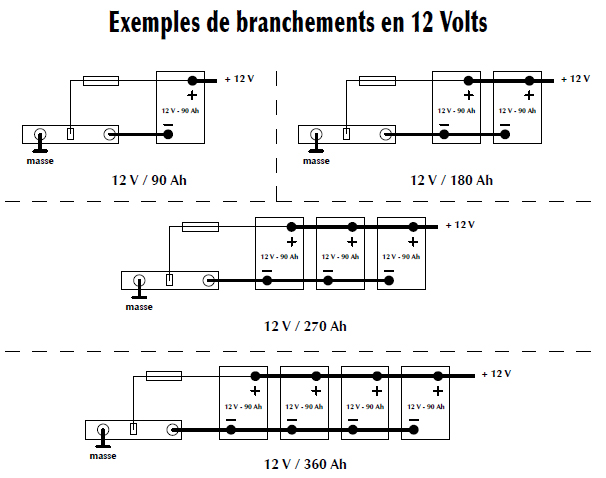 Exemples de branchements en 12 Volts
+ 12 V
+
12 V - 90 Ah
−
masse
12 V / 90 Ah
+ 12 V
+ +
12 V - 90 Ah 12 V - 90 Ah
− −
masse
12 V / 180 Ah
+ 12 V
+ + +
12 V - 90 Ah 12 V - 90 Ah 12 V - 90 Ah
− − −
masse
12 V / 270 Ah
+ 12 V
+ + + +
12 V - 90 Ah 12 V - 90 Ah 12 V - 90 Ah 12 V - 90 Ah
− − − −
masse
12 V / 360 Ah